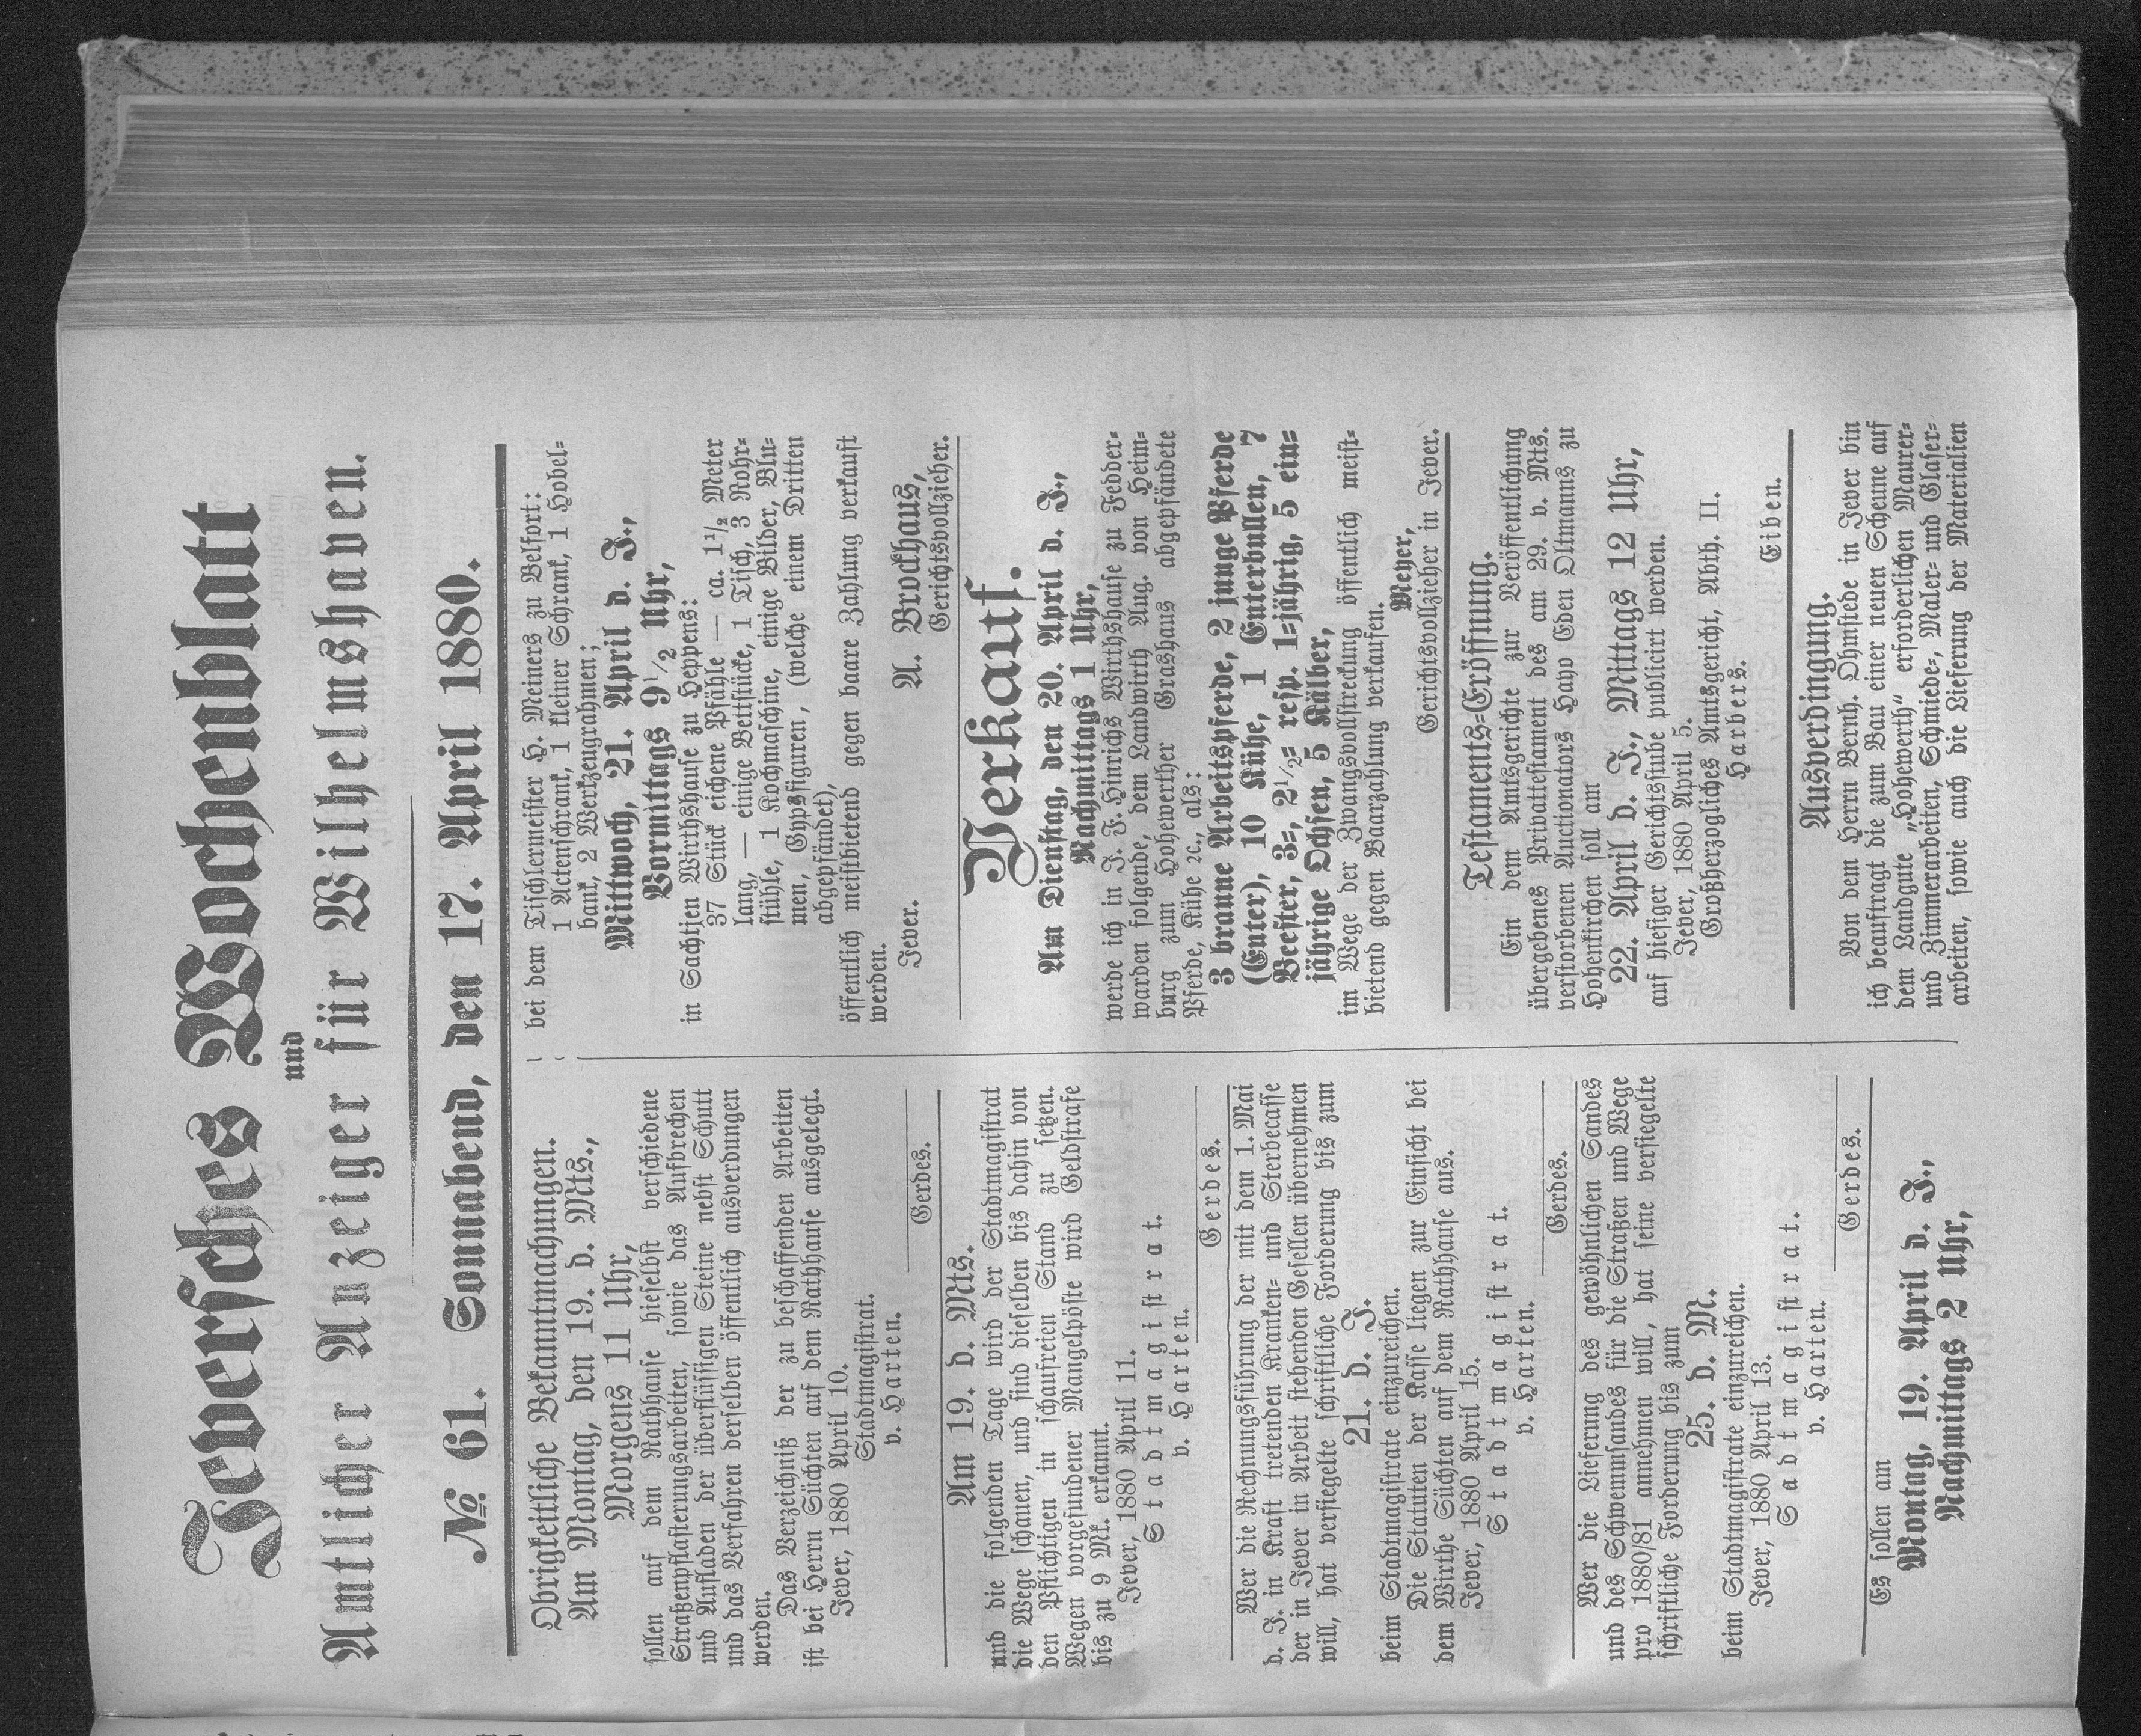 Jeversches Wochenblatt
und
Amtlicher Anzeiger für Wilhelmshaven.
№ 61. Sonnabend, den 17. April 1880.
Obrigkeitliche Bekanntmachungen.
Am Montag, den 19. d. Mts.,
Morgens 11 Uhr,
sollen auf dem Rathhause hieselbst verschiedene
Straßenpflasterungsarbeiten, sowie das Aufbrechen
und Aufladen der überflüssigen Steine nebst Schutt
und das Verfahren derselben öffentlich ausverdungen
werden.
Das Verzeichniß der zu beschaffenden Arbeiten
ist bei Herrn Süchten auf dem Rathhause ausgelegt.
Jever, 1880 April 10.
Stadtmagistrat.
v. Harten.
Gerdes.
Am 19. d. Mts.
und die folgenden Tage wird der Stadtmagistrat
die Wege schauen, und sind dieselben bis dahin von
den Pflichtigen in schaufreien Stand zu setzen.
Wegen vorgefundener Mangelpöste wird Geldstrafe
bis zu 9 Mk. erkannt.
Jever, 1880 April 11.
Stadtmagistrat.
v. Harten.
Gerdes.
Wer die Rechnungsführung der mit dem 1. Mai
d. J. in Kraft tretenden Kranken- und Sterbecasse
der in Jever in Arbeit stehenden Gesellen übernehmen
will, hat versiegelte schriftliche Forderung bis zum
21. d. J.
beim Stadtmagistrate einzureichen.
Die Statuten der Kasse liegen zur Einsicht bei
dem Wirthe Süchten auf dem Rathhause aus.
Jever, 1880 April 15.
Stadtmagistrat.
v. Harten.
Gerdes.
Wer die Lieferung des gewöhnlichen Sandes
und des Schwemmsandes für die Straßen und Wege
pro 1880/81 annehmen will, hat seine versiegelte
schriftliche Forderung bis zum
25. d. M.
beim Stadtmagistrate einzureichen.
Jever, 1880 April 13.
Sadtmagistrat.
v. Harten.
Gerdes.
Es sollen am
Montag, 19. April d. J.,
Nachmittags 2 Uhr,
bei dem Tischlermeister H. Meiners zu Belfort:
1 Actenschrank, 1 kleiner Schrank, 1 Hobel-
bank, 2 Werkzeugrahmen;
Mittwoch, 21. April d. J.,
Vormittags 9½ Uhr,
in Sachtjen Wirthshause zu Heppens:
37 Stück eichene Pfähle — ca. 1½ Meter
lang, — einige Bettstücke, 1 Tisch, 3 Rohr-
stühle, 1 Kochmaschine, einige Bilder, Blu-
men, Gypsfiguren, (welche einem Dritten
abgepfändet),
öffentlich meistbietend gegen baare Zahlung verkauft
werden.
Jever.
A. Brockhaus,
Gerichtsvollzieher.
Verkauf.
Am Dienstag, den 20. April d. J.,
Nachmittags 1 Uhr,
werde ich in J. F. Hinrichs Wirthshause zu Fedder-
warden folgende, dem Landwirth Aug. von Heim-
burg zum Hohewerther Grashaus abgepfändete
Pferde, Kühe ꝛc., als:
3 braune Arbeitspferde, 2 junge Pferde
(Enter), 10 Kühe, 1 Enterbullen, 7
Beester, 3-, 2½- resp. 1-jährig, 5 ein-
jährige Ochsen, 5 Kälber,
im Wege der Zwangsvollstreckung öffentlich meist-
bietend gegen Baarzahlung verkaufen.
Meyer,
Gerichtsvollzieher in Jever.
Testaments-Eröffnung.
Ein dem Amtsgerichte zur Veröffentlichung
übergebenes Privattestament des am 29. v. Mts.
verstorbenen Auctionators Hayo Eden Oltmanns zu
Hohenkirchen soll am
22. April d. J., Mittags 12 Uhr,
auf hiesiger Gerichtsstube publicirt werden.
Jever, 1880 April 5.
Großherzogliches Amtsgericht, Abth. II.
Harbers.
Eiben.
Ausverdingung.
Von dem Herrn Bernh. Ohmstede in Jever bin
ich beauftragt die zum Bau einer neuen Scheune auf
dem Landgute „Hohewerth“ erforderlichen Maurer-
und Zimmerarbeiten, Schmiede-, Maler- und Glaser-
arbeiten, sowie auch die Lieferung der Materialien